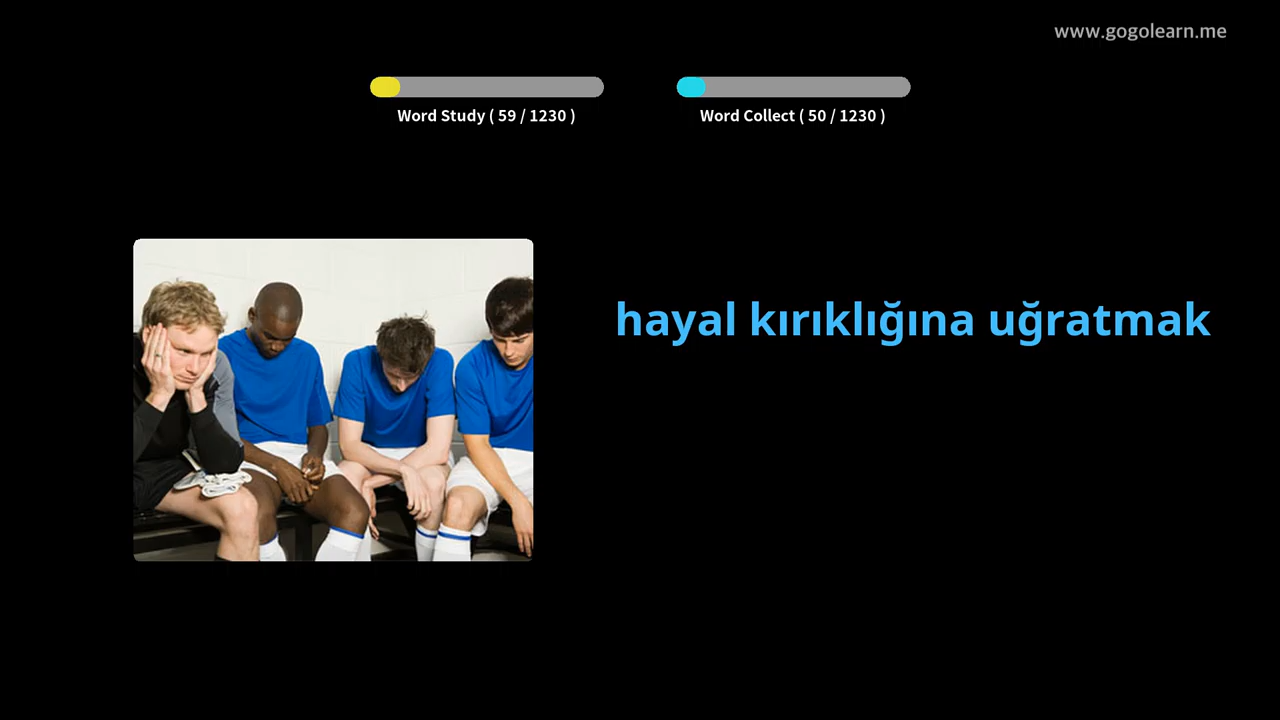 www.gogolearn.me
Word Study ( 59 / 1230 )
Word Collect ( 50 / 1230 )
hayal kırıklığına uğratmak